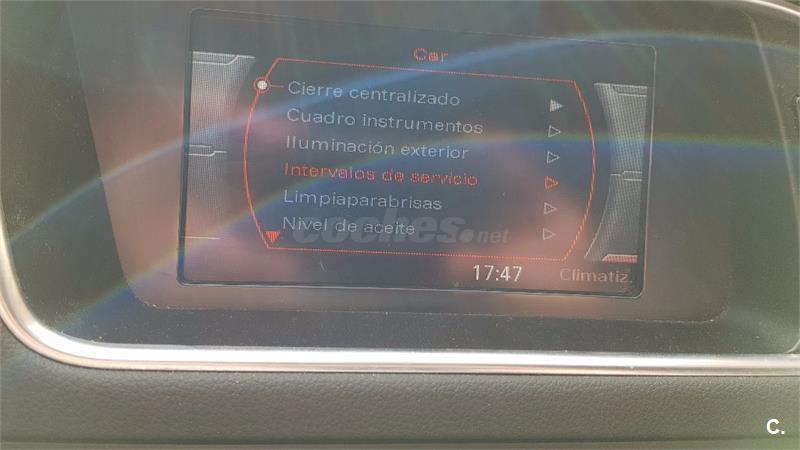 Car
Cierre centralizado
Cuadro instrumentos
Iluminación exterior
Intervalos de servicio
Limpiaparabrisas
Nivel de aceite
coches.net
17:47
Climatiz.
C.